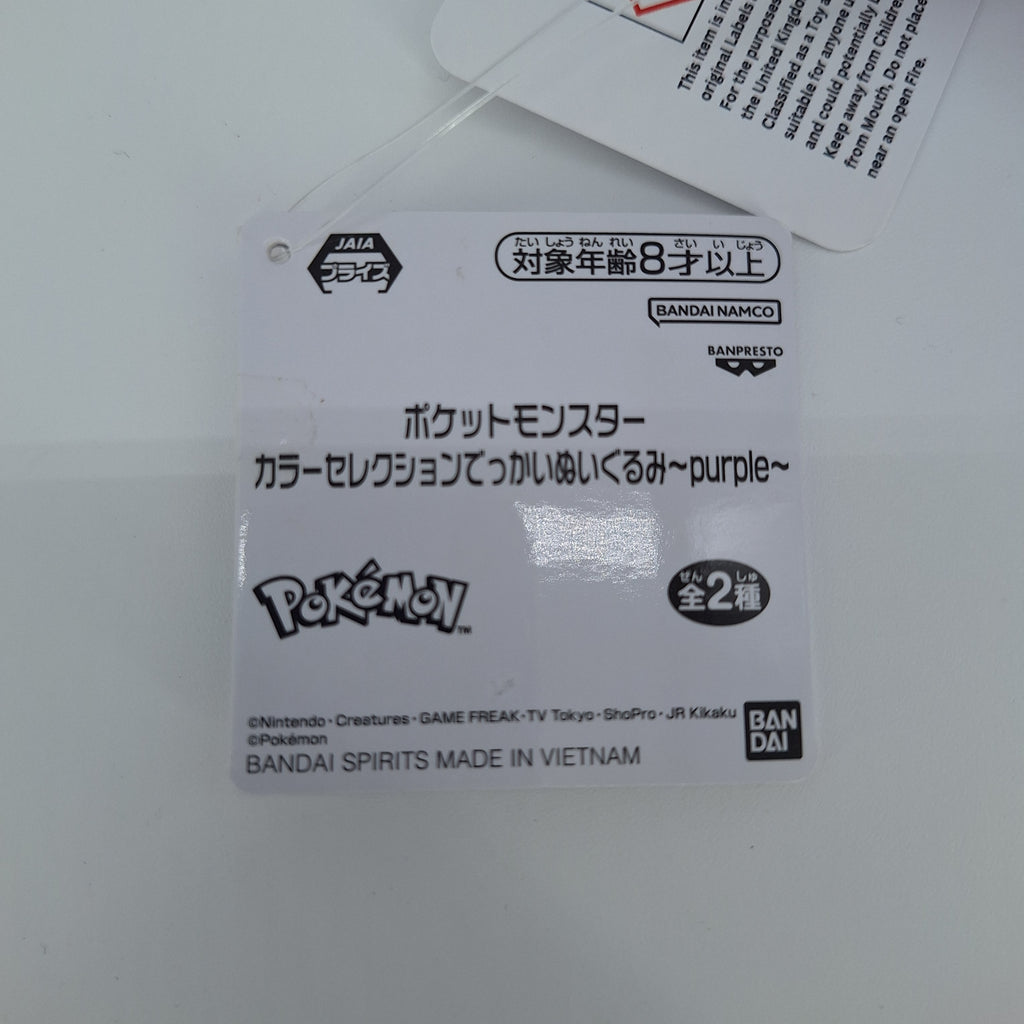 This item is
original Labels
For the purposes
the United Kingdo
Classified as a Toy
suitable for anyone
and could potentially
Keep away from Childre
from Mouth, Do not place
near an open Fire.
JAIA
プライズ
たいしょうねんれい さいいじょう
対象年齢8才以上
BANDAI NAMCO
BANPRESTO
ポケットモンスター
カラーセレクションでっかいぬいぐるみ~purple~
POKéMON™
ぜん しゅ
全2種
©Nintendo・Creatures・GAME FREAK・TV Tokyo・ShoPro・JR Kikaku
©Pokémon
BANDAI SPIRITS MADE IN VIETNAM
BAN
DAI